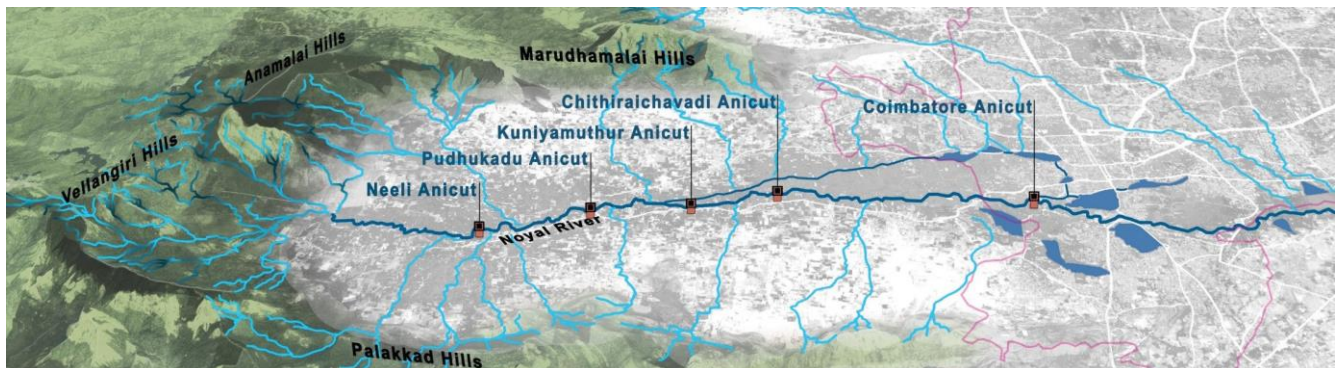 Anamalai Hills
Marudhamalai Hills
Chithiraichavadi Anicut
Coimbatore Anicut
Kuniyamuthur Anicut
Pudhukadu Anicut
Vellangiri Hills
Neeli Anicut
Noyal River
Palakkad Hills